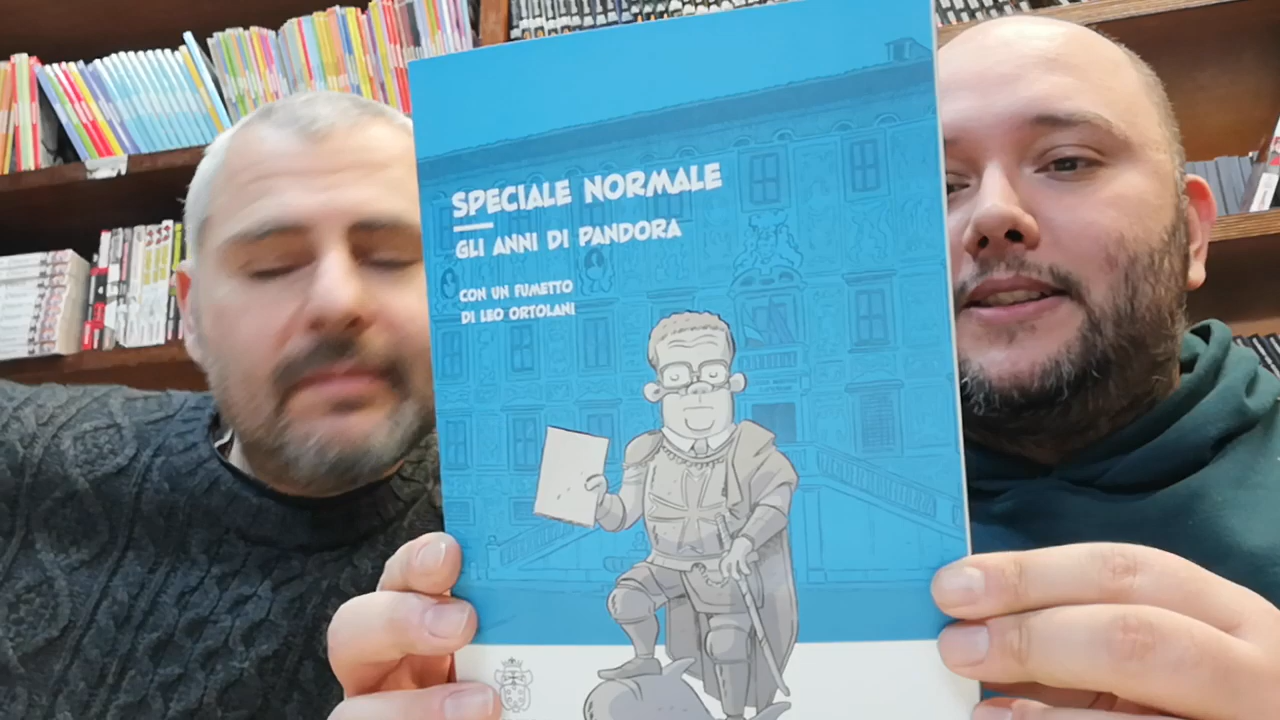 SPECIALE NORMALE
GLI ANNI DI PANDORA
CON UN FUMETTO
DI LEO ORTOLANI